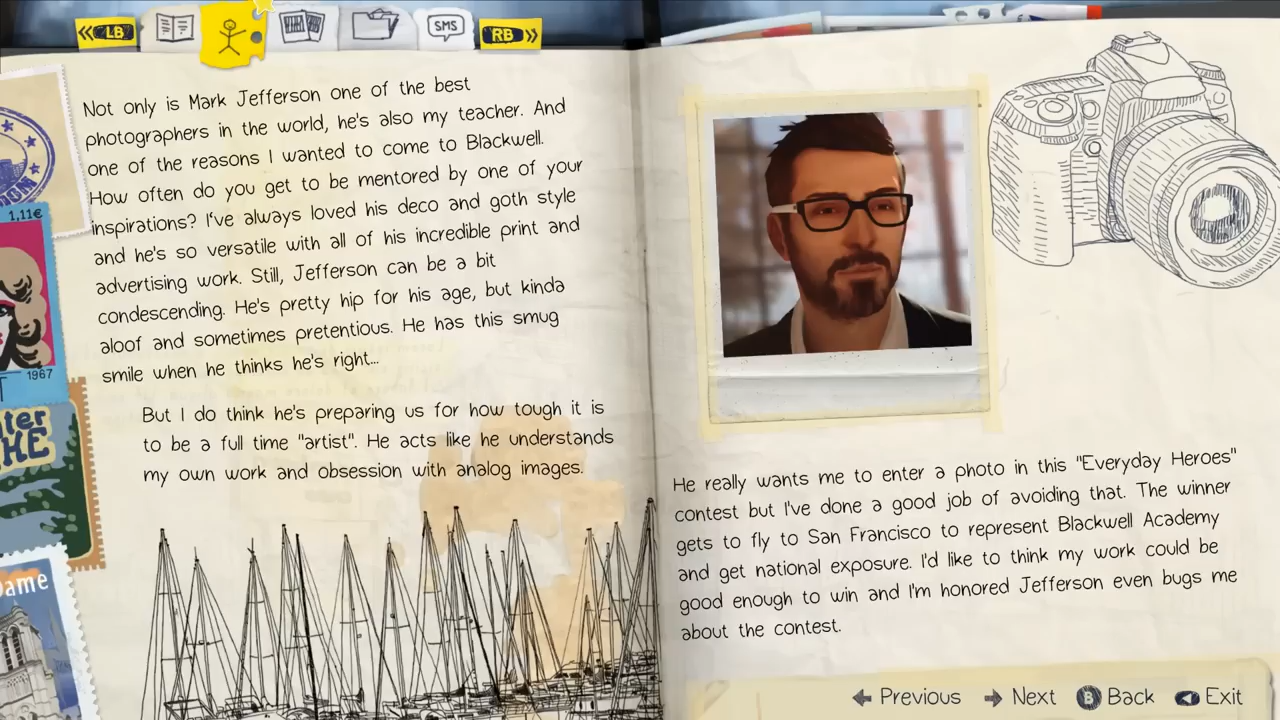 LB
SMS
RB
Not only is Mark Jefferson one of the best
photographers in the world, he's also my teacher. And
one of the reasons I wanted to come to Blackwell.
How often do you get to be mentored by one of your
inspirations? I've always loved his deco and goth style
and he's so versatile with all of his incredible print and
advertising work. Still, Jefferson can be a bit
condescending. He's pretty hip for his age, but kinda
aloof and sometimes pretentious. He has this smug
smile when he thinks he's right...
But I do think he's preparing us for how tough it is
to be a full time "artist". He acts like he understands
my own work and obsession with analog images.
1,11€
1967
He really wants me to enter a photo in this "Everyday Heroes"
contest but I've done a good job of avoiding that. The winner
gets to fly to San Francisco to represent Blackwell Academy
and get national exposure. I'd like to think my work could be
good enough to win and I'm honored Jefferson even bugs me
about the contest.
Previous Next B Back Exit